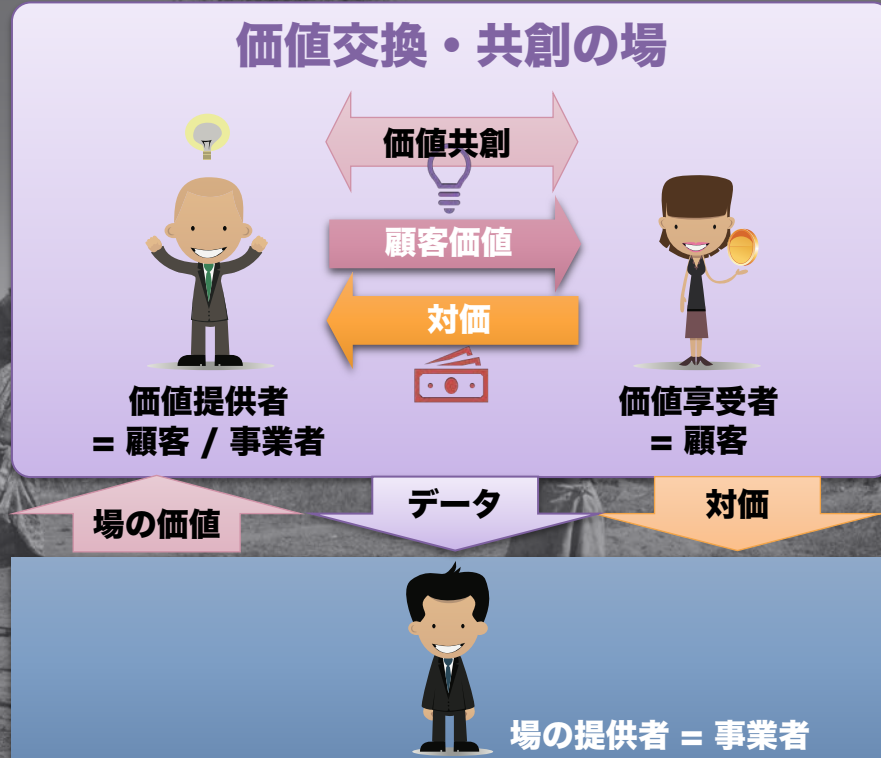 価値交換・共創の場
価値共創
顧客価値
対価
価値提供者
= 顧客 / 事業者
価値享受者
= 顧客
場の価値
データ
対価
場の提供者 = 事業者